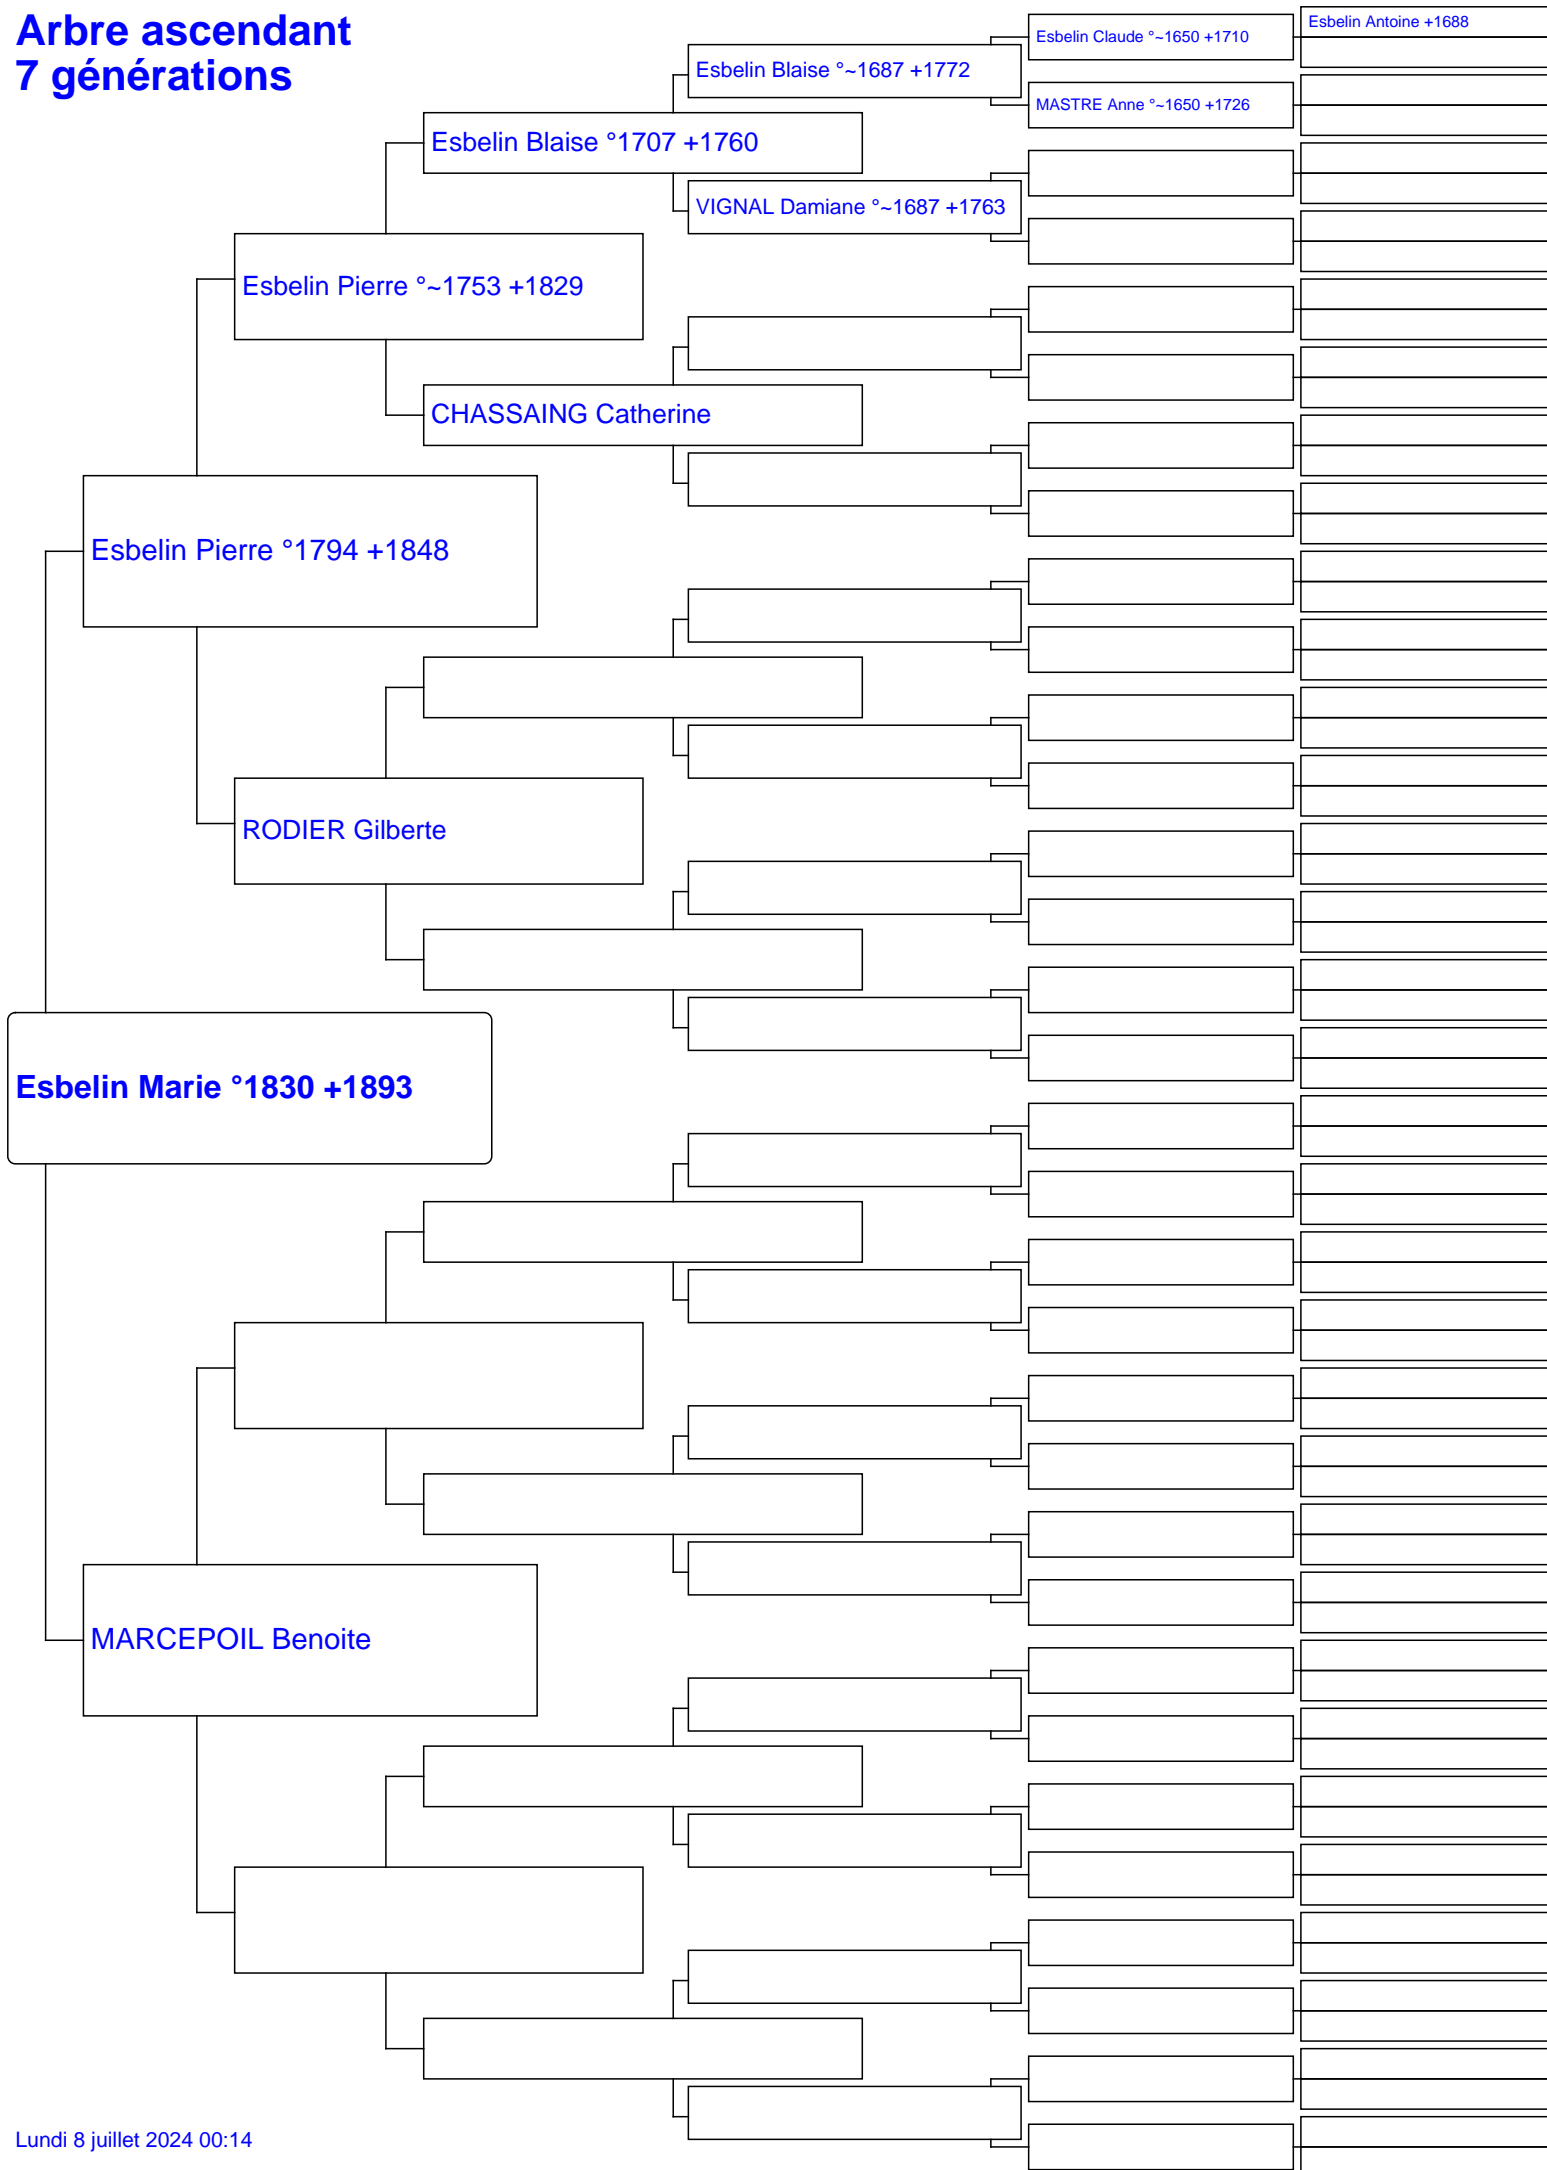 Arbre ascendant
7 générations
Esbelin Antoine +1688
Esbelin Claude °~1650 +1710
Esbelin Blaise °~1687 +1772
MASTRE Anne °~1650 +1726
Esbelin Blaise °1707 +1760
VIGNAL Damiane °~1687 +1763
Esbelin Pierre °~1753 +1829
CHASSAING Catherine
Esbelin Pierre °1794 +1848
RODIER Gilberte
Esbelin Marie °1830 +1893
MARCEPOIL Benoite
Lundi 8 juillet 2024 00:14